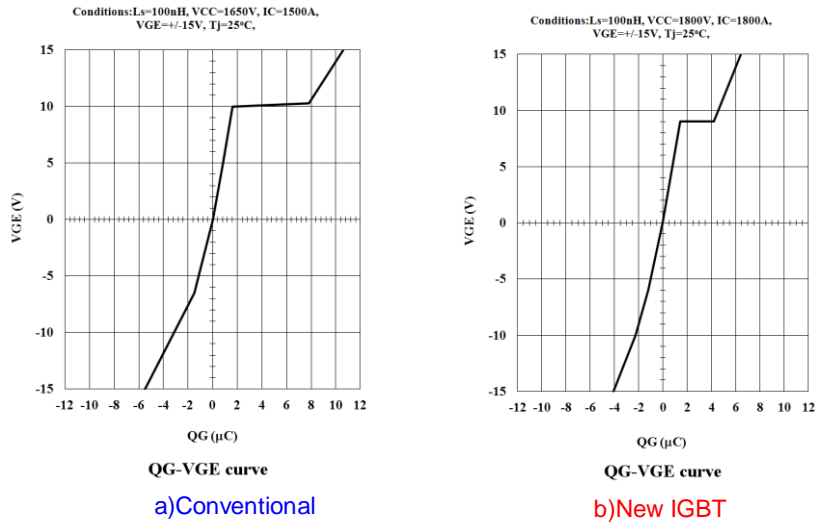 Conditions:Ls=100nH, VCC=1650V, IC=1500A,
VGE=+/-15V, Tj=25°C,
15
10
5
0
-5
-10
-15
VGE (V)
-12 -10 -8 -6 -4 -2 0 2 4 6 8 10 12
QG (μC)
QG-VGE curve
a)Conventional
Conditions:Ls=100nH, VCC=1800V, IC=1800A,
VGE=+/-15V, Tj=25°C,
15
10
5
0
-5
-10
-15
VGE (V)
-12 -10 -8 -6 -4 -2 0 2 4 6 8 10 12
QG (μC)
QG-VGE curve
b)New IGBT